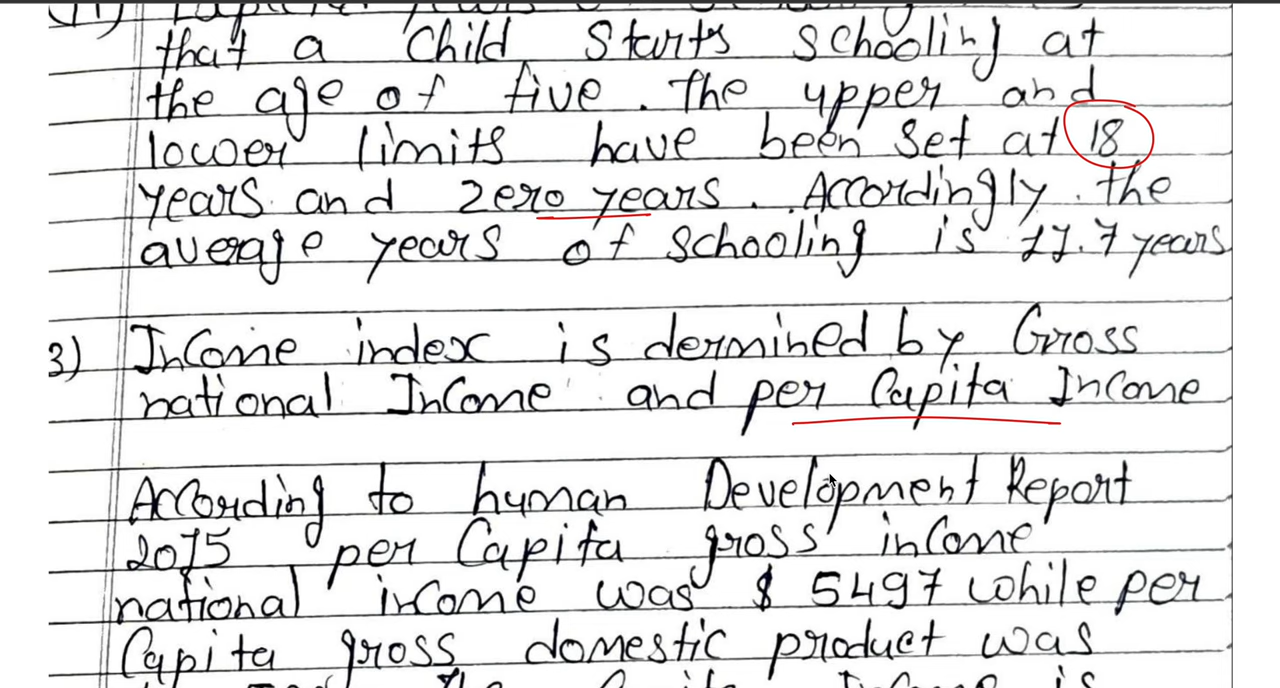 that a Child Starts schooling at
the age of five. The upper and
lower limits have been set at 18
years and zero years. Accordingly the
average years of schooling is 11.7 years
3) Income index is dermined by Gross
national Income and per Capita Income
According to human Development Report
2015 per Capita gross income
national income was $ 5497 while per
Capita gross domestic product was